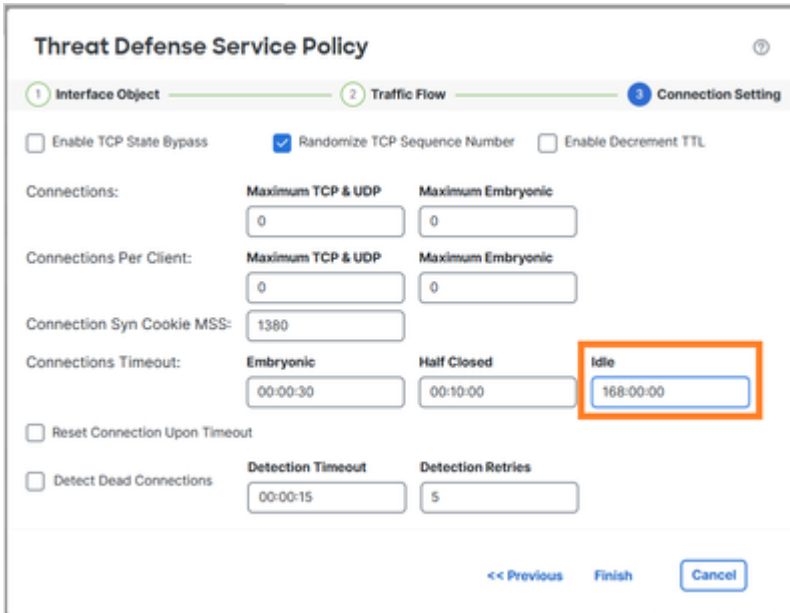 Threat Defense Service Policy
1 Interface Object 2 Traffic Flow 3 Connection Setting
Enable TCP State Bypass Randomize TCP Sequence Number Enable Decrement TTL
Connections: Maximum TCP & UDP Maximum Embryonic
0 0
Connections Per Client: Maximum TCP & UDP Maximum Embryonic
0 0
Connection Syn Cookie MSS: 1380
Connections Timeout: Embryonic Half Closed Idle
00:00:30 00:10:00 168:00:00
Reset Connection Upon Timeout
Detect Dead Connections Detection Timeout Detection Retries
00:00:15 5
<< Previous Finish Cancel